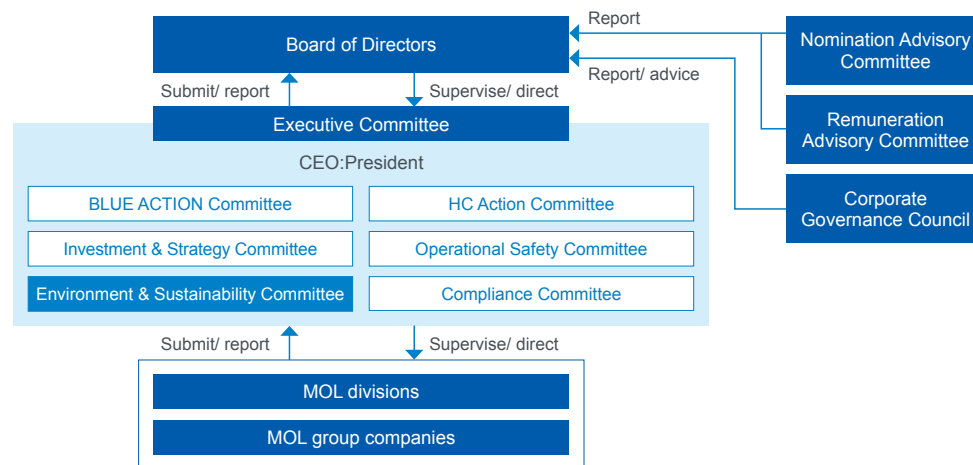 Report
Board of Directors
Nomination Advisory
Committee
Report/ advice
Submit/ report
Supervise/ direct
Executive Committee
Remuneration
Advisory Committee
CEO:President
BLUE ACTION Committee
HC Action Committee
Corporate
Governance Council
Investment & Strategy Committee
Operational Safety Committee
Environment & Sustainability Committee
Compliance Committee
Submit/ report
Supervise/ direct
MOL divisions
MOL group companies